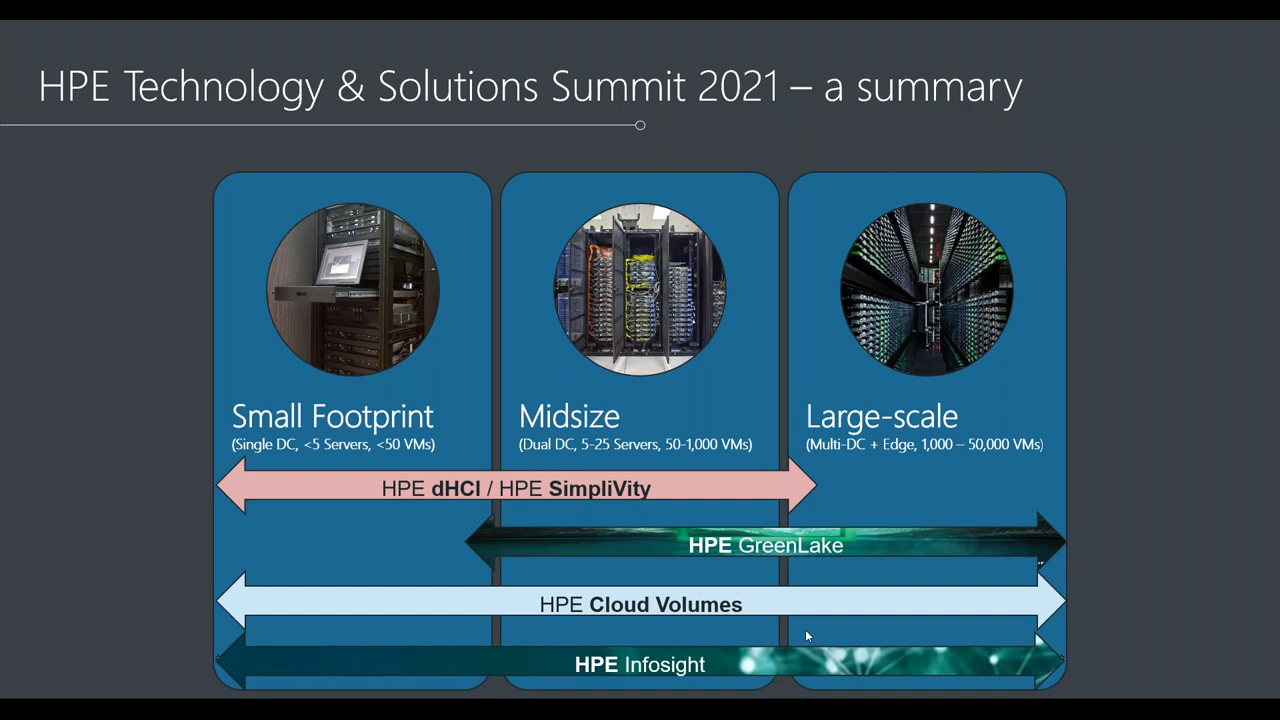 HPE Technology & Solutions Summit 2021 – a summary
Small Footprint
(Single DC, <5 Servers, <50 VMs)
Midsize
(Dual DC, 5-25 Servers, 50-1,000 VMs)
Large-scale
(Multi-DC + Edge, 1,000 – 50,000 VMs)
HPE dHCI / HPE SimpliVity
HPE GreenLake
HPE Cloud Volumes
HPE Infosight